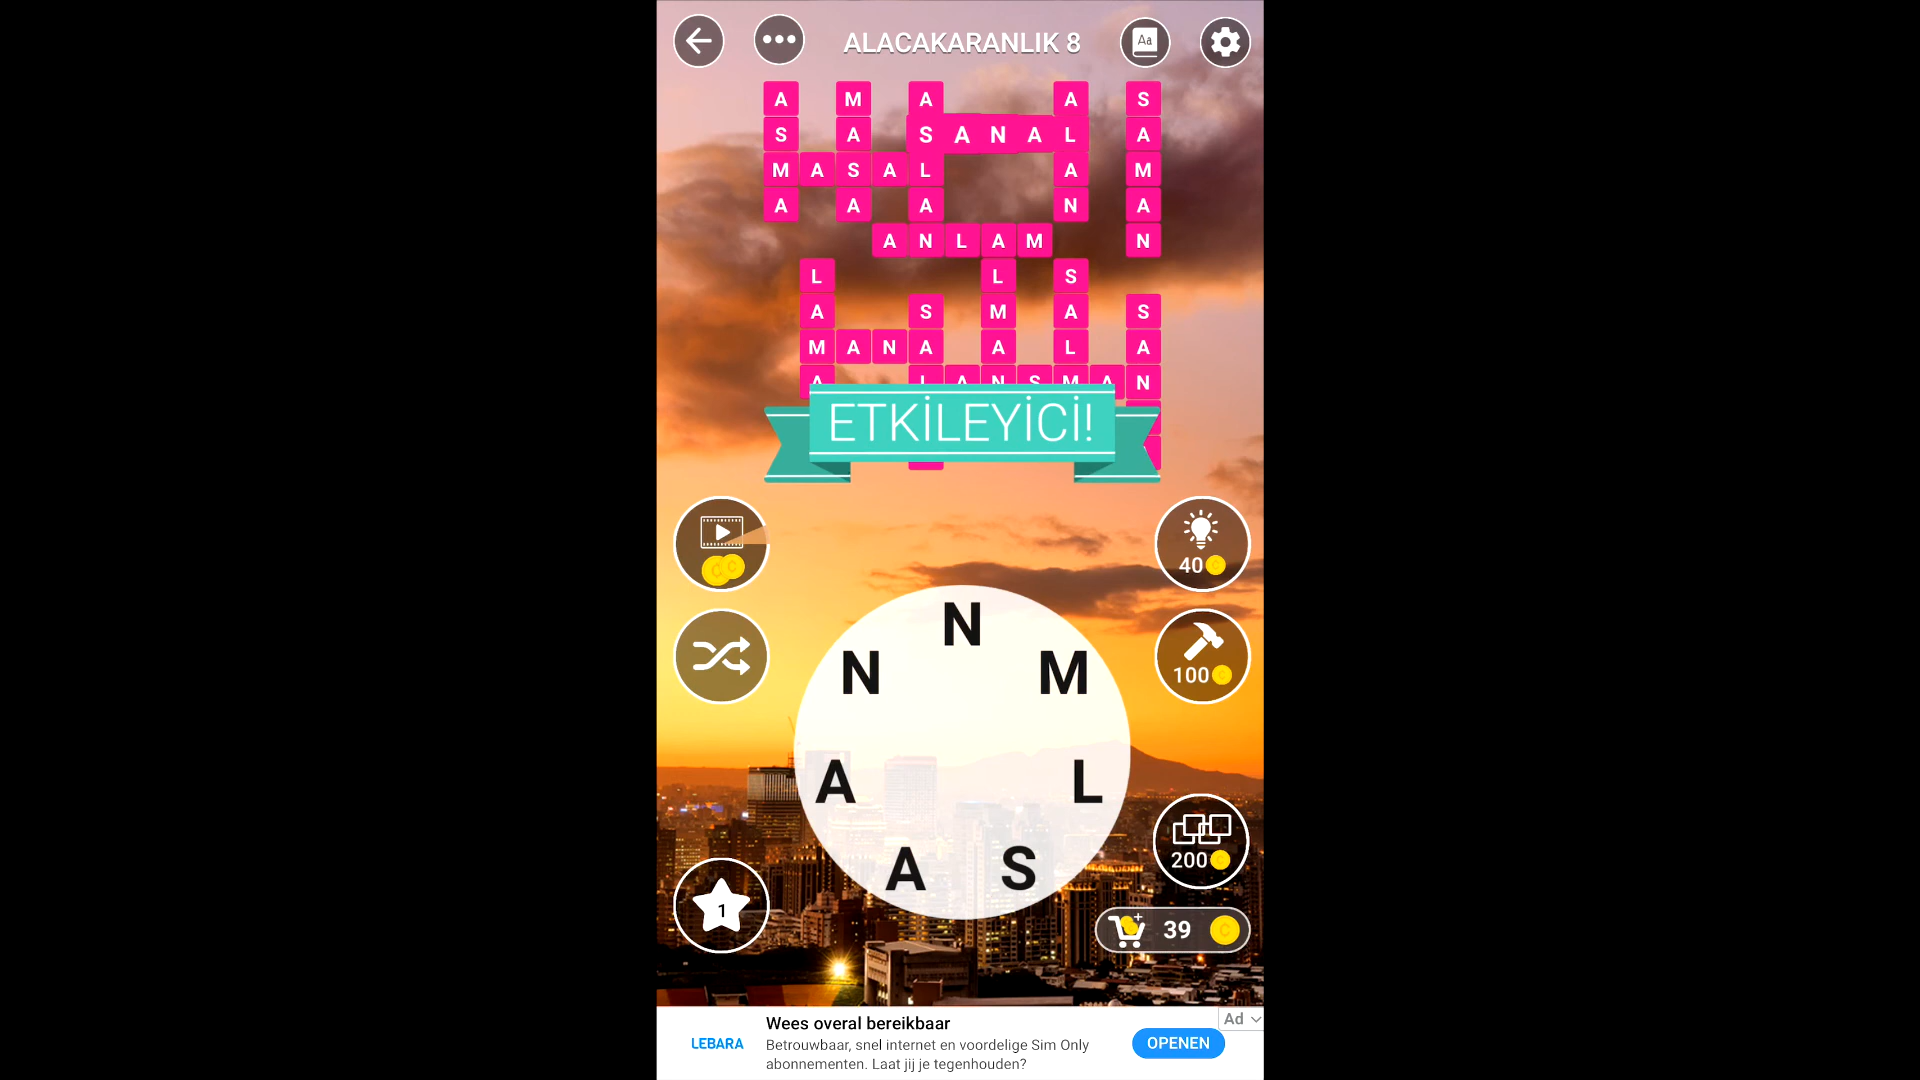 ALACAKARANLIK 8
Aa
A M A A S
S A S A N A L A
M A S A L A M
A A A N A
A N L A M N
L L S
A S M A S
M A N A A L A
A L A N S M A N
ETKİLEYİCİ!
40
100
N
N M
A L
A S
200
1
39
Ad
Wees overal bereikbaar
LEBARA
Betrouwbaar, snel internet en voordelige Sim Only
abonnementen. Laat jij je tegenhouden?
OPENEN